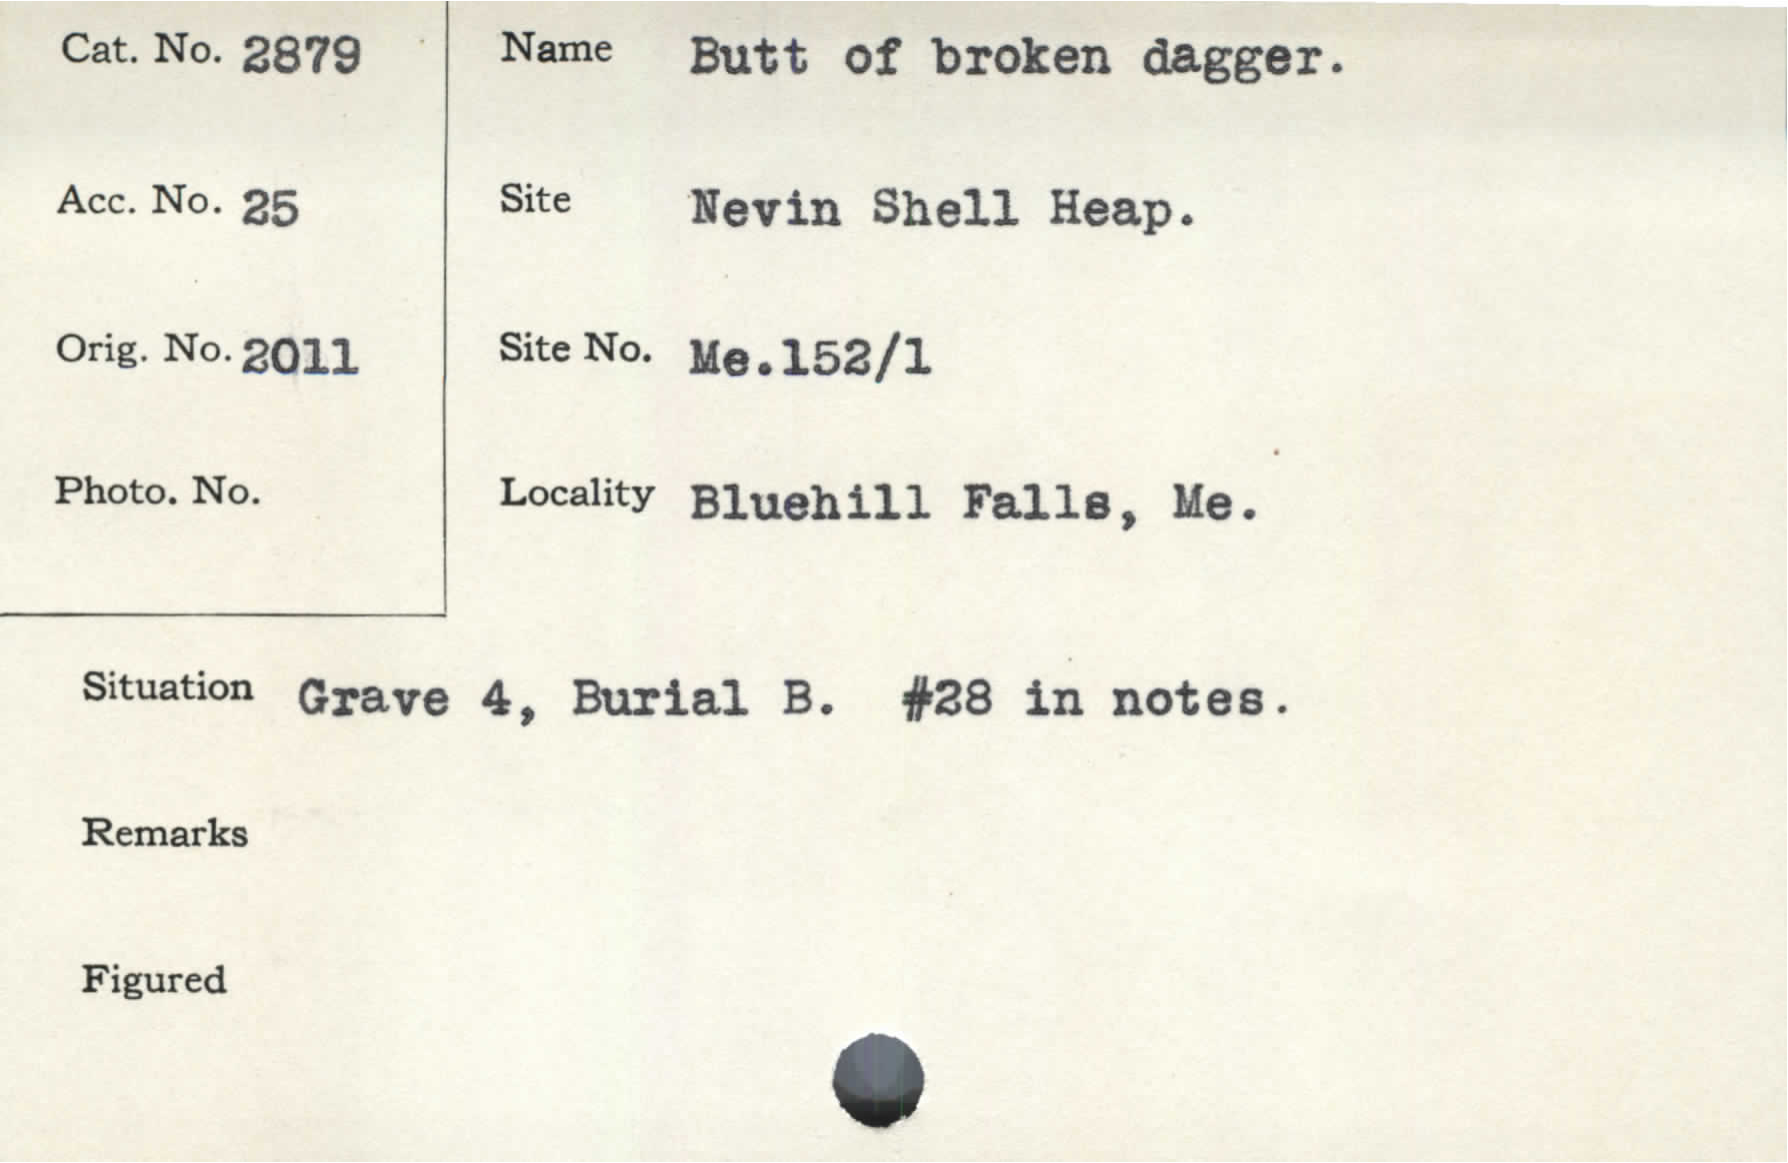 Cat. No. 2879
Name Butt of broken dagger.
Acc. No. 25
Site Nevin Shell Heap.
Orig. No. 2011
Site No. Me.152/1
Photo. No.
Locality Bluehill Falls, Me.
Situation Grave 4, Burial B. #28 in notes.
Remarks
Figured